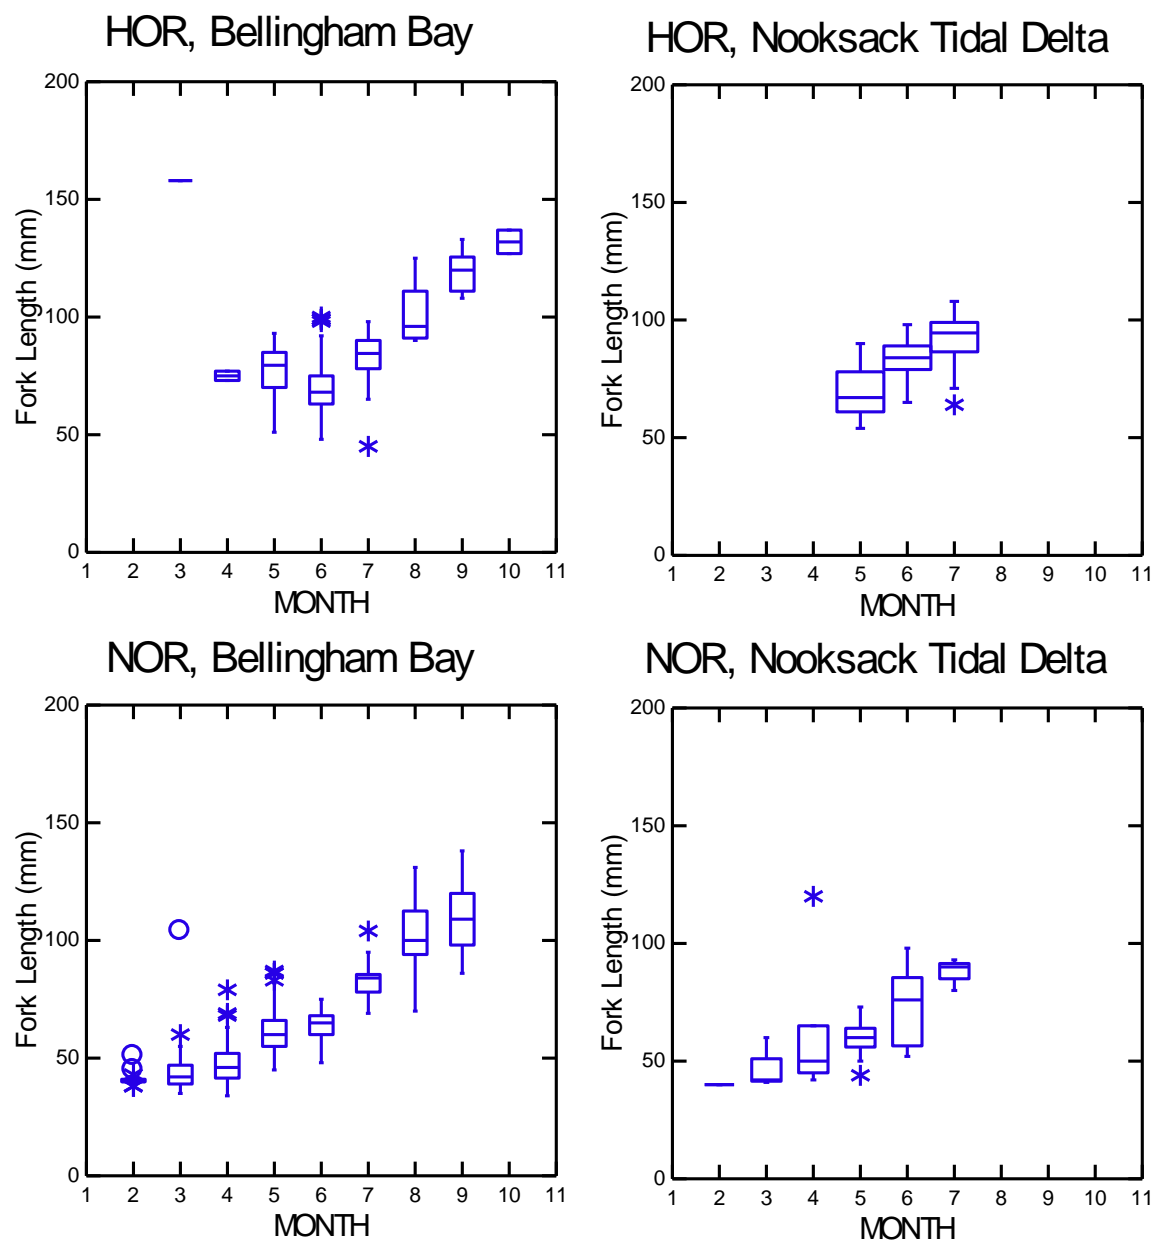 HOR, Bellingham Bay
200
150
100
50
0
Fork Length (mm)
1 2 3 4 5 6 7 8 9 10 11
MONTH
HOR, Nooksack Tidal Delta
200
150
100
50
0
Fork Length (mm)
1 2 3 4 5 6 7 8 9 10 11
MONTH
NOR, Bellingham Bay
200
150
100
50
0
Fork Length (mm)
1 2 3 4 5 6 7 8 9 10 11
MONTH
NOR, Nooksack Tidal Delta
200
150
100
50
0
Fork Length (mm)
1 2 3 4 5 6 7 8 9 10 11
MONTH